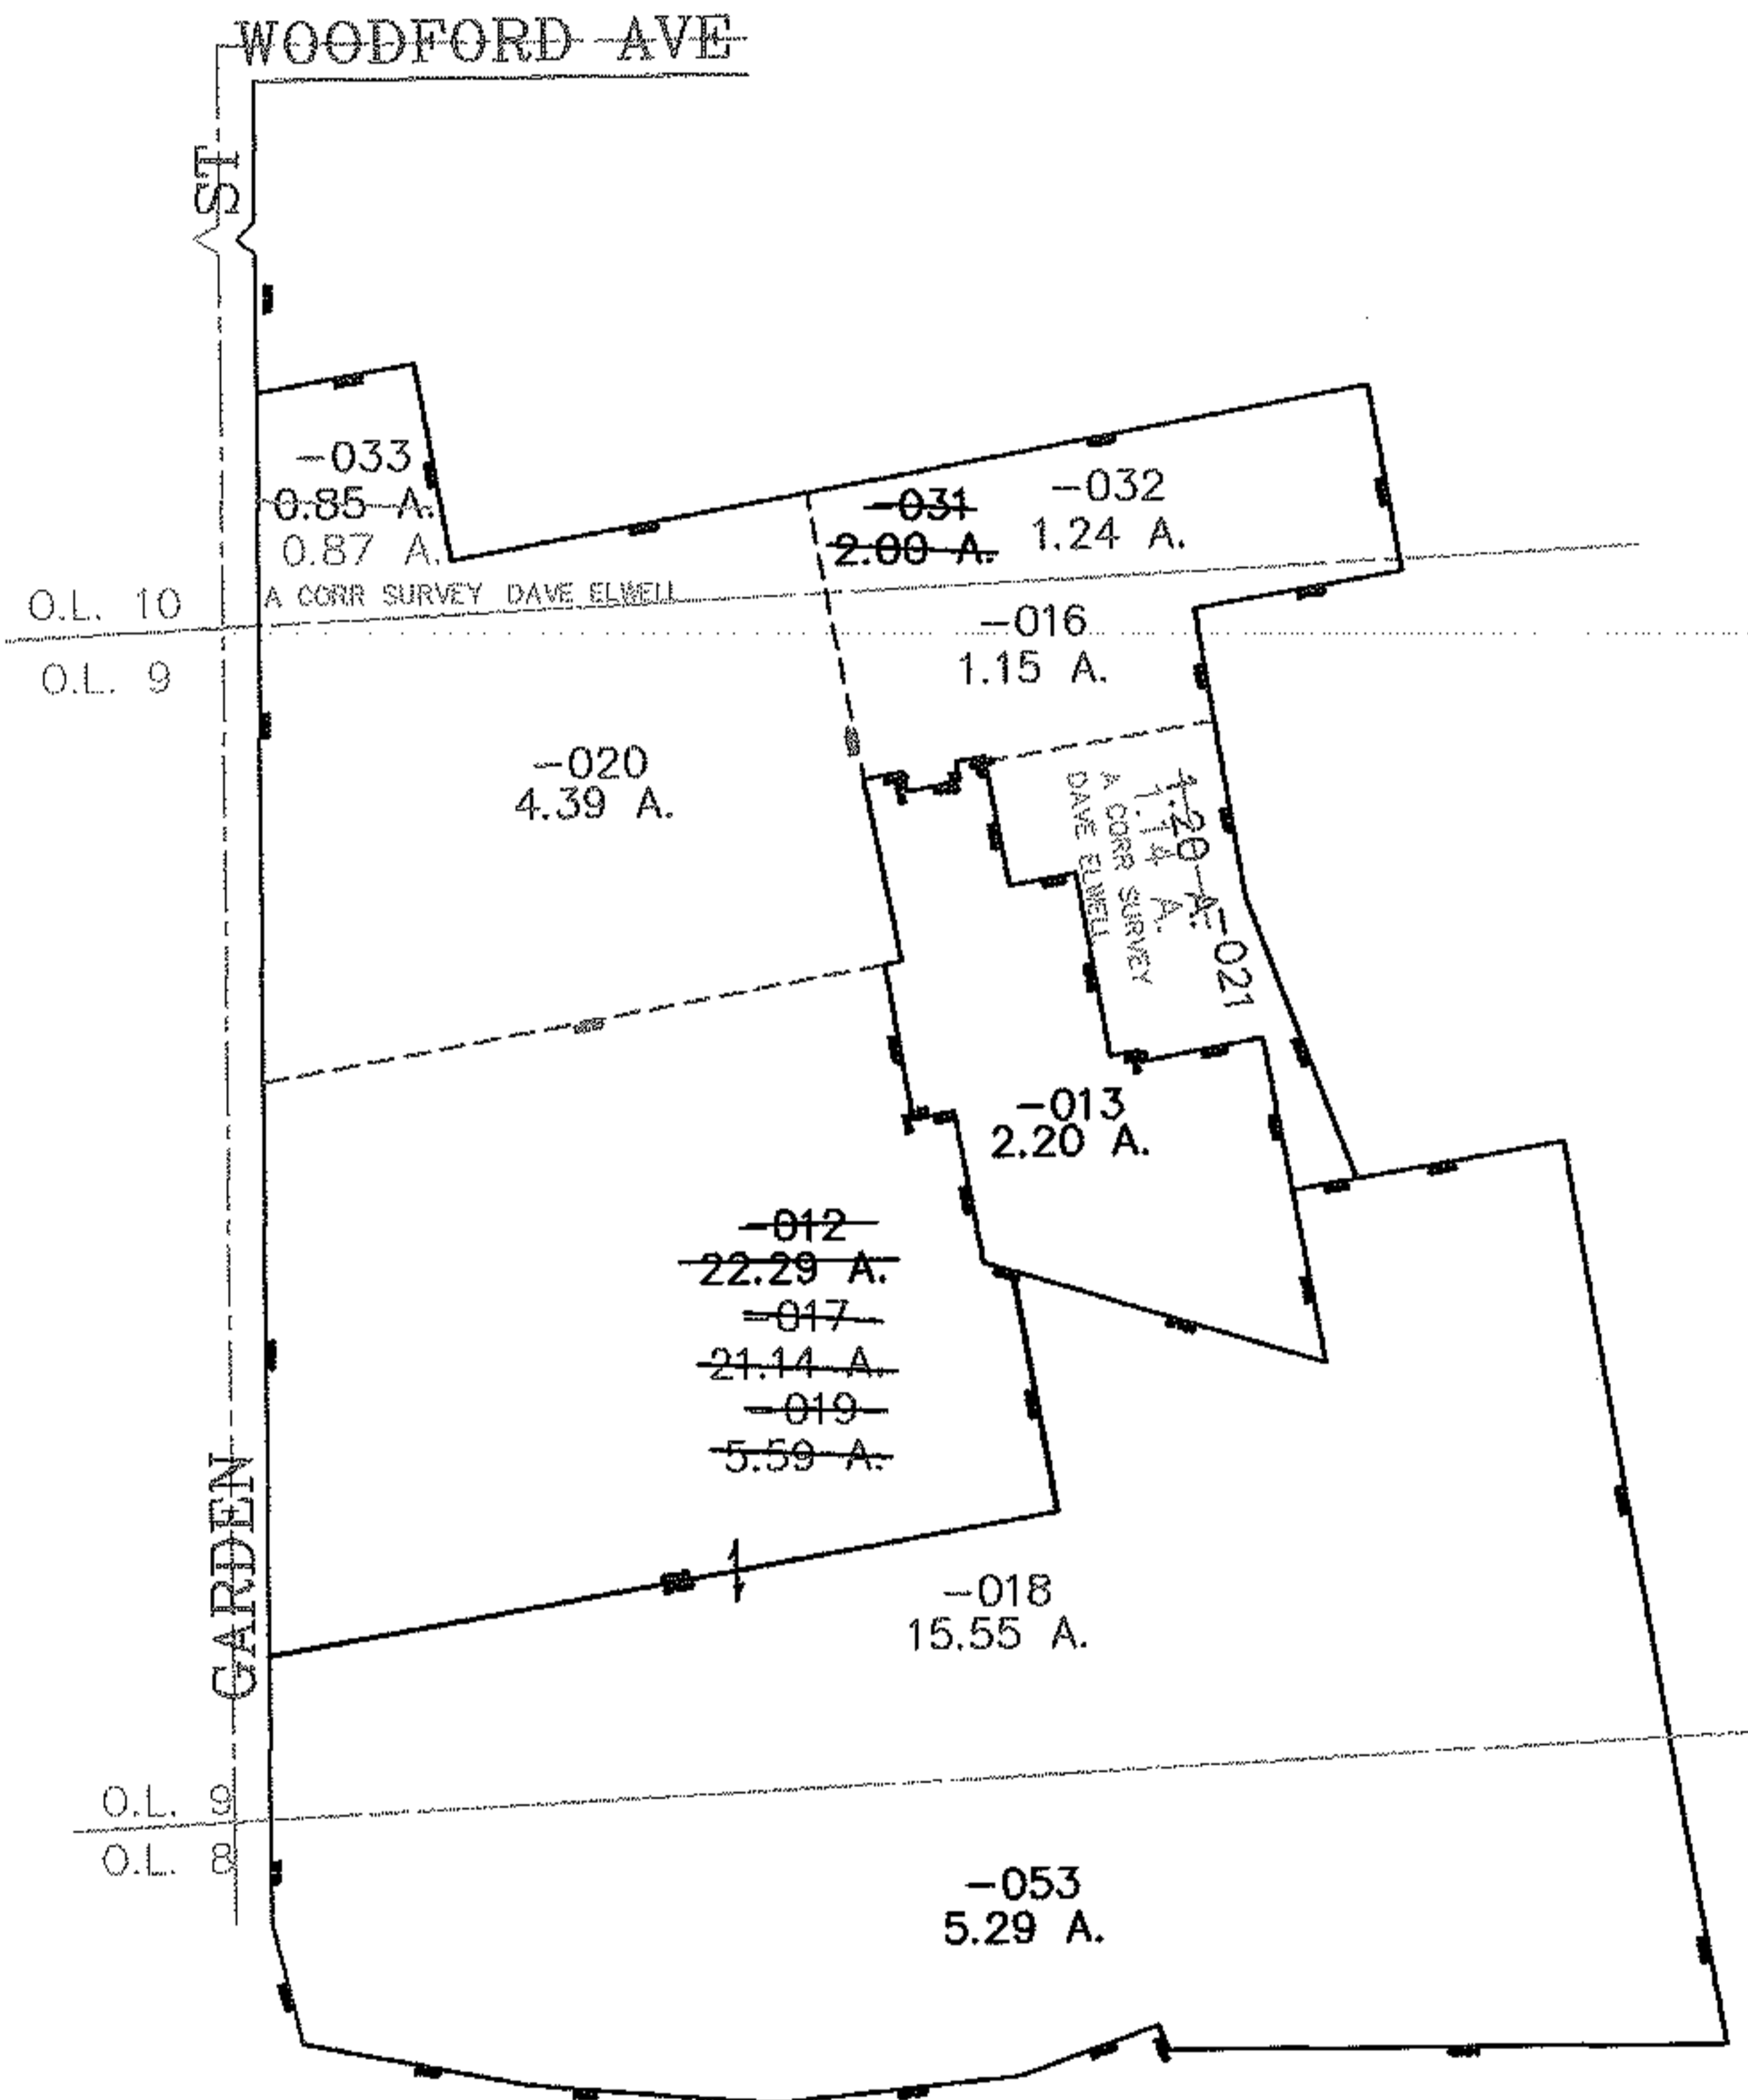 WOODFORD AVE
ST
-033
0.85 A.
0.87 A.
A CORR SURVEY DAVE ELWELL
-031
2.00 A.
-032
1.24 A.
O.L. 10
O.L. 9
-016
1.15 A.
-020
4.39 A.
1.20 A.
-021
1.14 A.
A CORR SURVEY
DAVE ELWELL
-013
2.20 A.
-012
22.29 A.
-017
21.14 A.
-019
5.59 A.
GARDEN
-018
15.55 A.
O.L. 9
O.L. 8
-053
5.29 A.